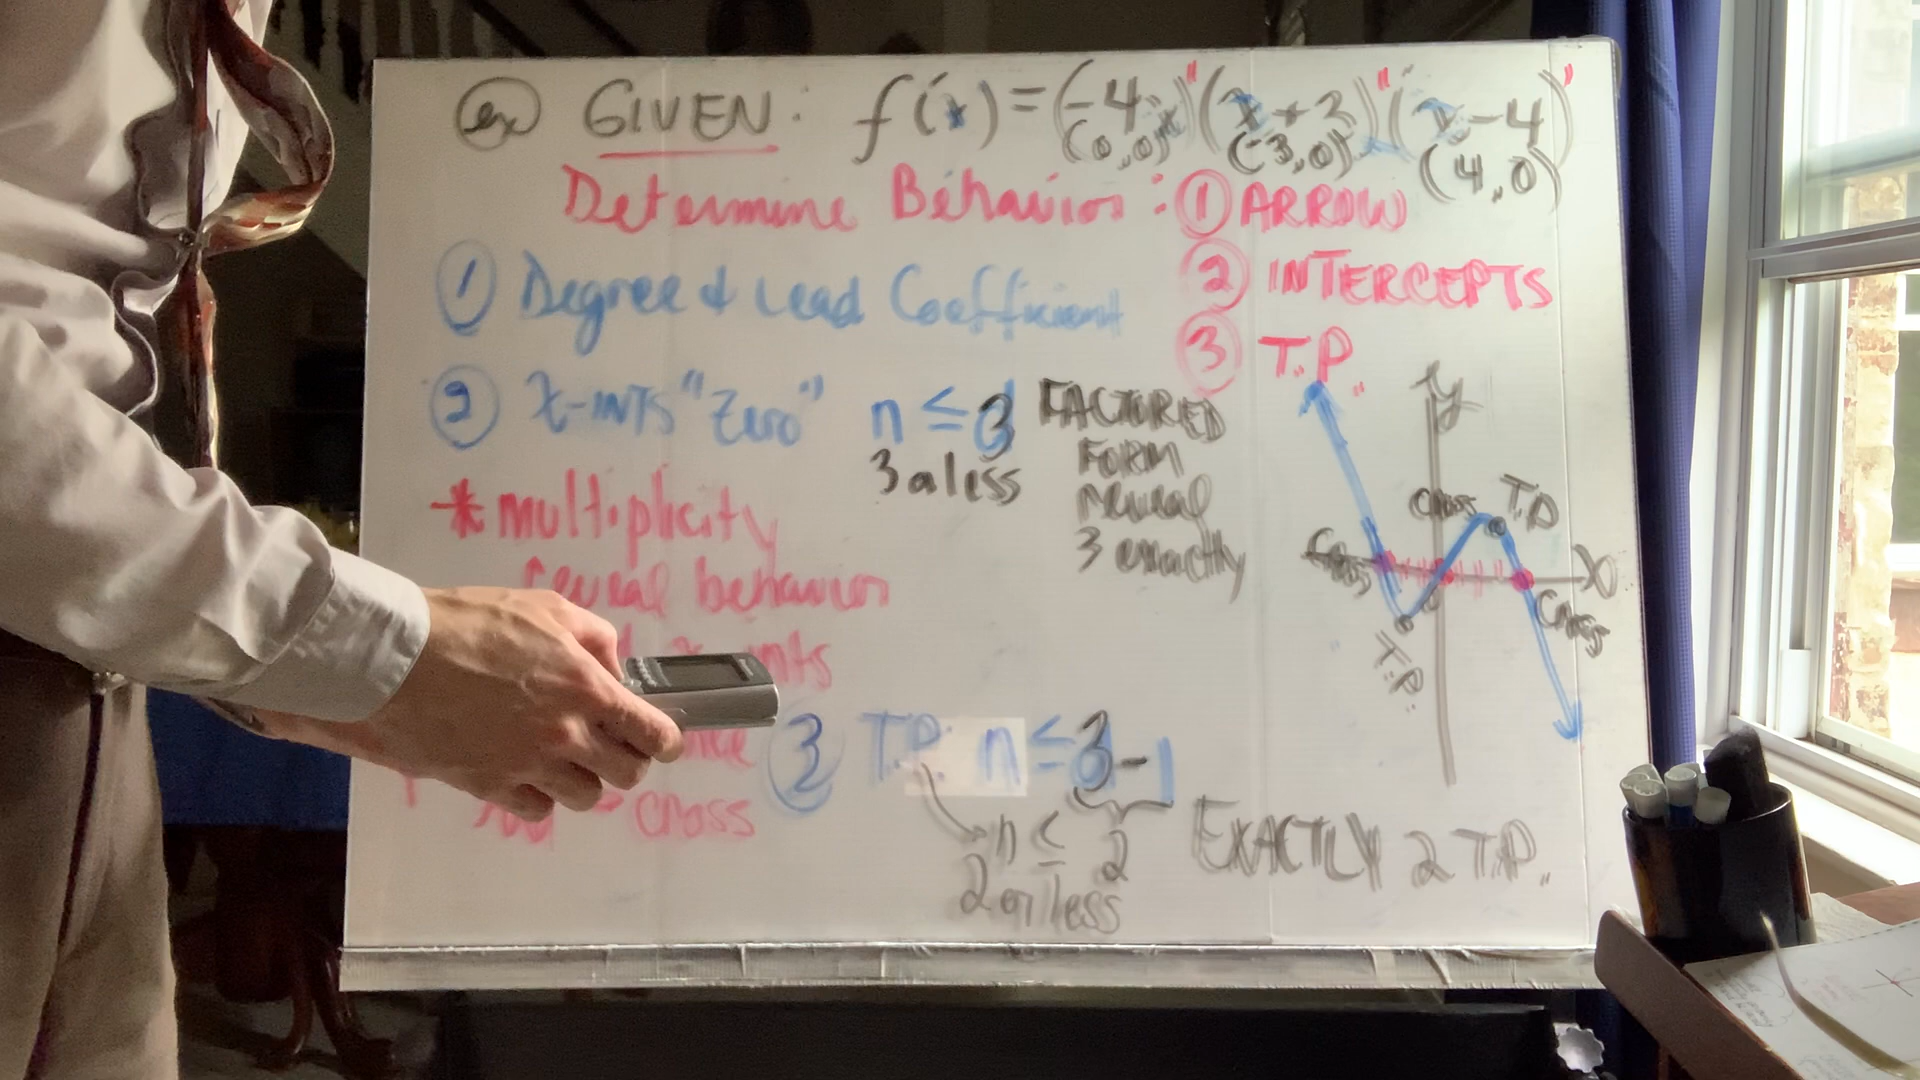 ex GIVEN: f(x)=(-4x)¹(x+3)¹(x-4)¹
(0,0) (-3,0) (4,0)
Determine Behavior: ① ARROW
② INTERCEPTS
③ T.P.
① Degree & Lead Coefficient
② X-INTS "Zero" n ≤ 3
3 or less
FACTORED
FORM
reveal
3 exactly
* multiplicity
reveal behavior
nts
cross
③ T.P. n ≤ 3-1
n ≤ 2
2 or less
EXACTLY 2 T.P.
y
Cross T.P.
Cross X
Cross
T.P.